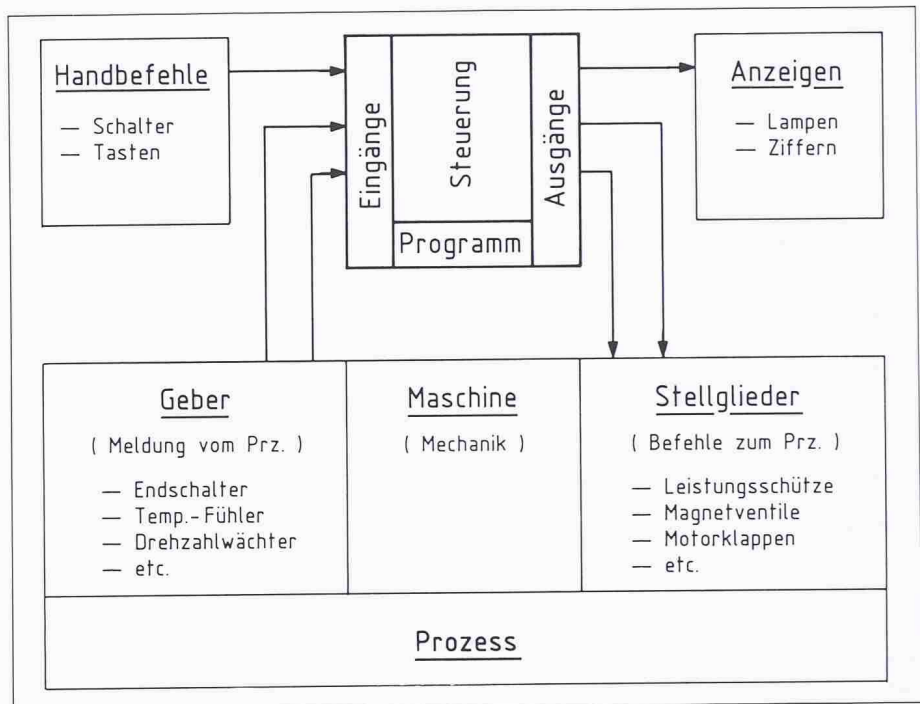 Handbefehle
— Schalter
— Tasten
Eingänge
Steuerung
Programm
Ausgänge
Anzeigen
— Lampen
— Ziffern
Geber
( Meldung vom Prz. )
— Endschalter
— Temp.-Fühler
— Drehzahlwächter
— etc.
Maschine
( Mechanik )
Stellglieder
( Befehle zum Prz. )
— Leistungsschütze
— Magnetventile
— Motorklappen
— etc.
Prozess